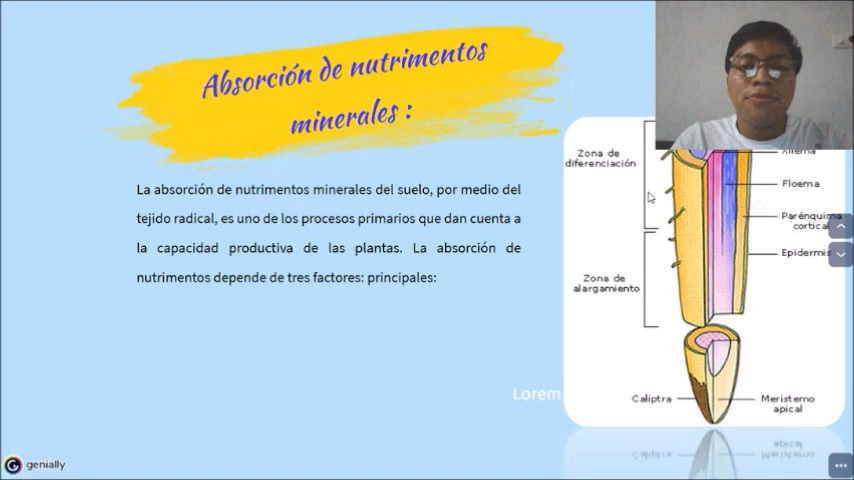 Absorción de nutrimentos
minerales :
La absorción de nutrimentos minerales del suelo, por medio del
tejido radical, es uno de los procesos primarios que dan cuenta a
la capacidad productiva de las plantas. La absorción de
nutrimentos depende de tres factores: principales:
Zona de
diferenciación
Xilema
Floema
Parénquima
cortical
Epidermis
Zona de
alargamiento
Lorem
Caliptra
Meristemo
apical
genially